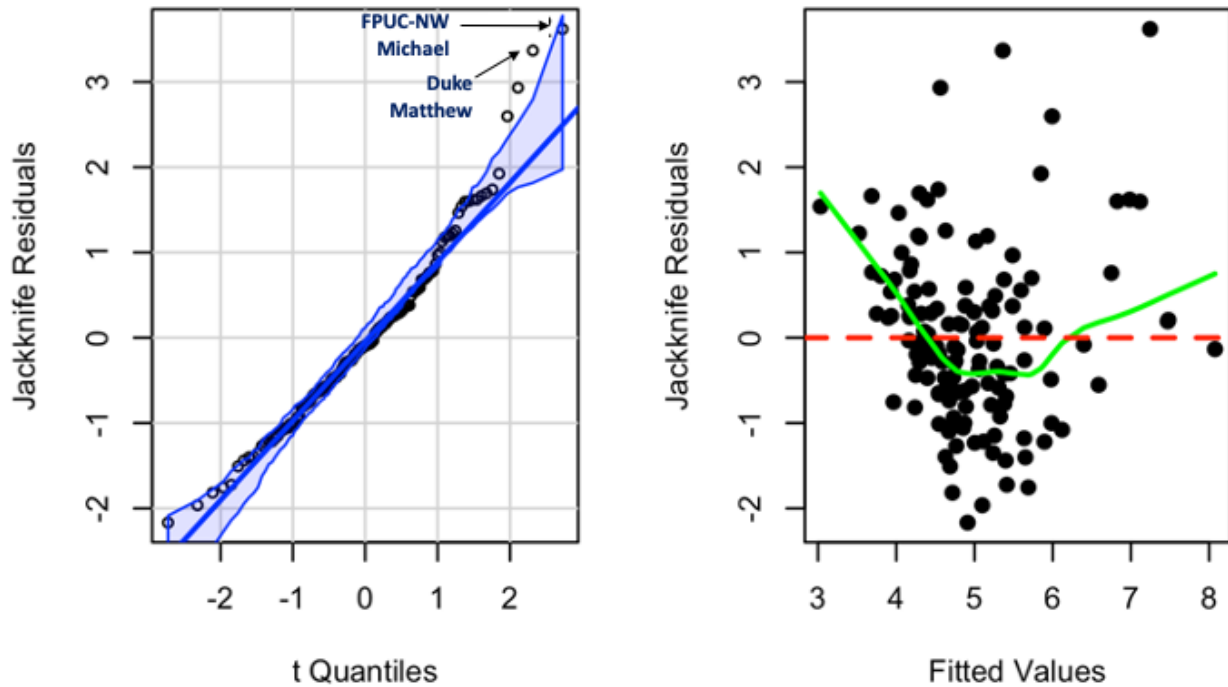 FPUC-NW
Michael
Duke
Matthew
3
2
1
0
-1
-2
Jackknife Residuals
-2 -1 0 1 2
t Quantiles
3
2
1
0
-1
-2
Jackknife Residuals
3 4 5 6 7 8
Fitted Values